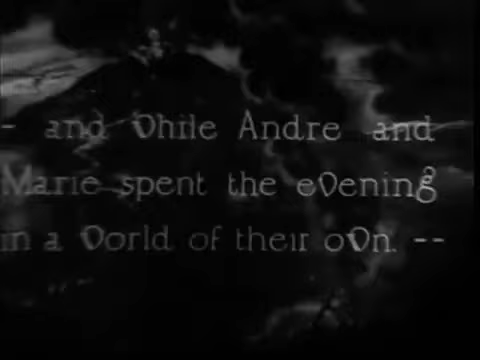 - and while Andre and
Marie spent the evening
in a world of their own. --